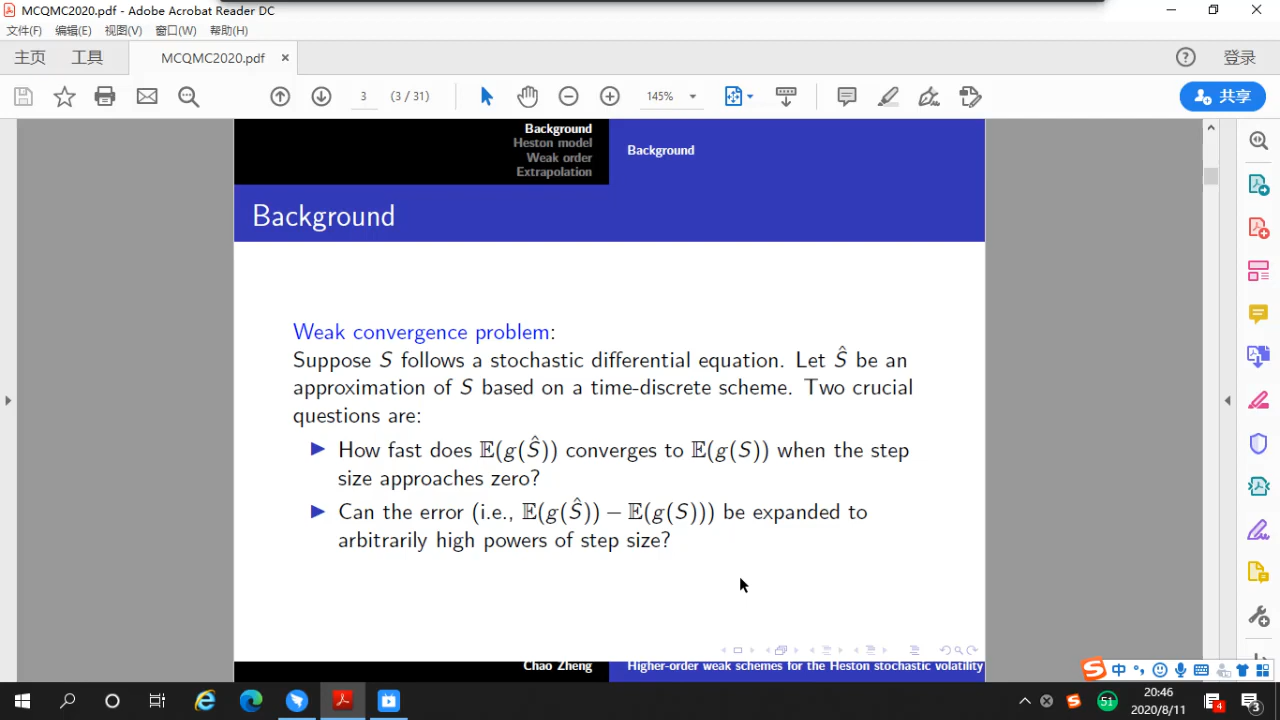 MCQMC2020.pdf - Adobe Acrobat Reader DC
文件(F) 编辑(E) 视图(V) 窗口(W) 帮助(H)
主页 工具 MCQMC2020.pdf × 登录
3 (3 / 31) 145% 共享
Background
Heston model
Weak order
Extrapolation
Background
Background
Weak convergence problem:
Suppose S follows a stochastic differential equation. Let Ŝ be an
approximation of S based on a time-discrete scheme. Two crucial
questions are:
▶ How fast does 𝔼(g(Ŝ)) converges to 𝔼(g(S)) when the step
size approaches zero?
▶ Can the error (i.e., 𝔼(g(Ŝ)) − 𝔼(g(S))) be expanded to
arbitrarily high powers of step size?
Chao Zheng Higher-order weak schemes for the Heston stochastic volatility
中
51
20:46
2020/8/11
4
3